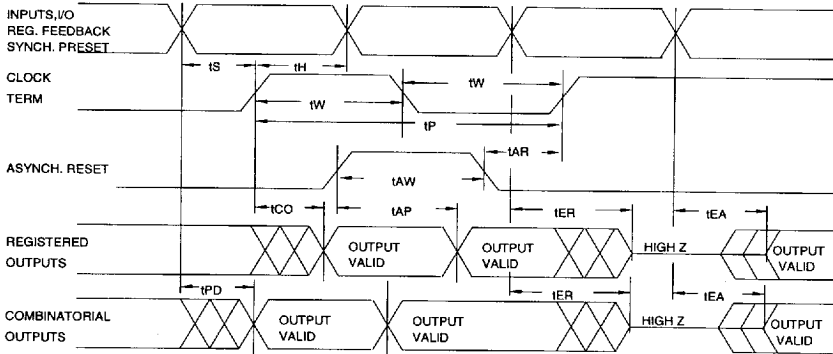 INPUTS,I/O
REG. FEEDBACK
SYNCH. PRESET
tS
tH
CLOCK
TERM
tW
tW
tP
tAR
ASYNCH. RESET
tAW
tCO
tAP
tER
tEA
REGISTERED
OUTPUTS
OUTPUT
VALID
OUTPUT
VALID
HIGH Z
OUTPUT
VALID
tPD
tER
tEA
COMBINATORIAL
OUTPUTS
OUTPUT
VALID
OUTPUT
VALID
HIGH Z
OUTPUT
VALID